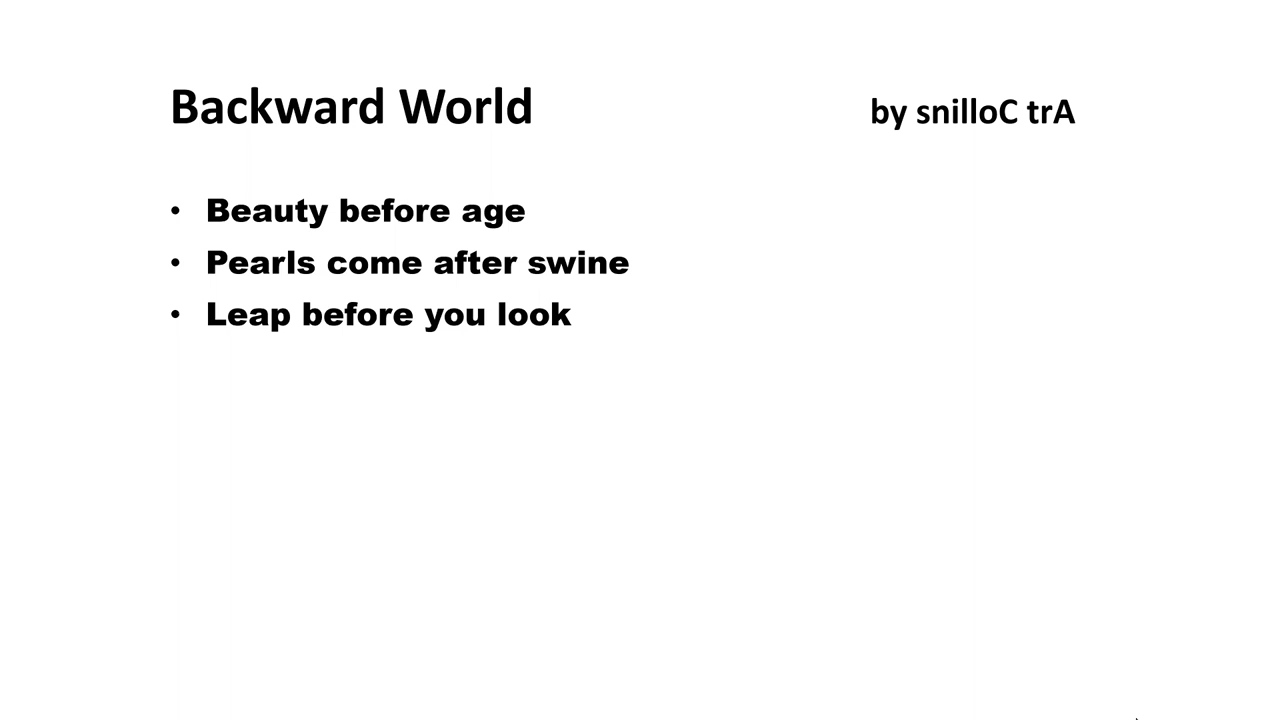 Backward World by snilloC trA
• Beauty before age
• Pearls come after swine
• Leap before you look